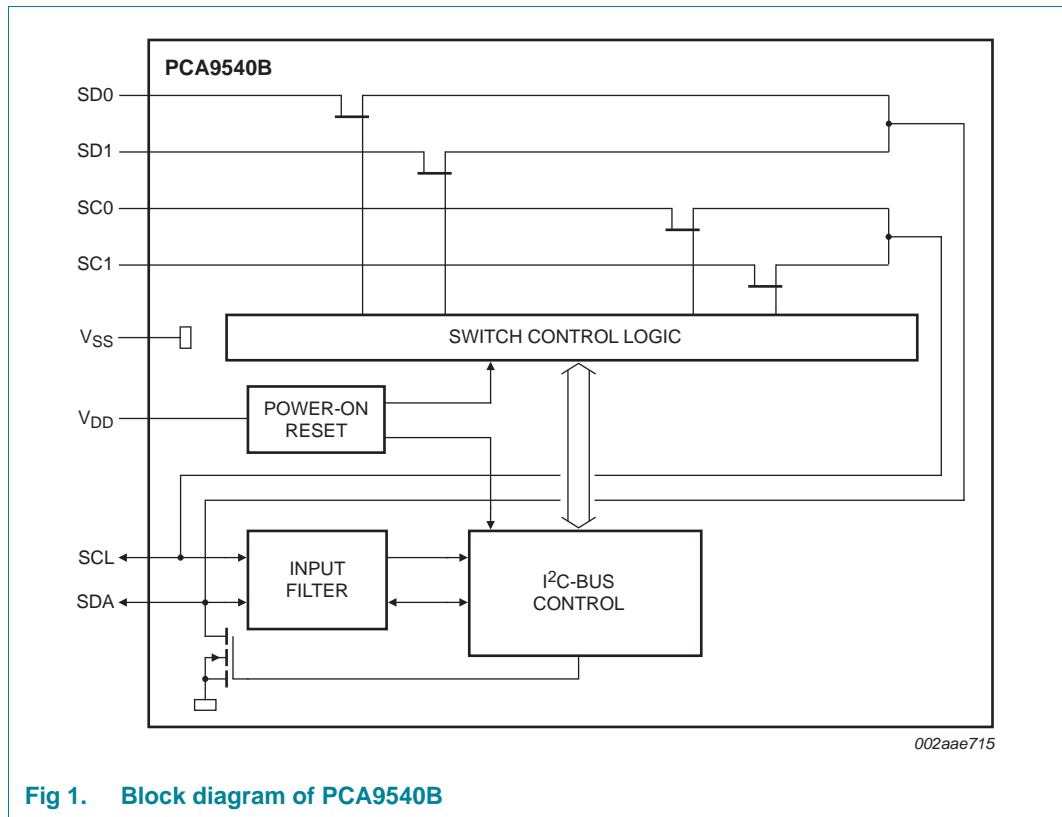 PCA9540B
SD0
SD1
SC0
SC1
VSS
SWITCH CONTROL LOGIC
VDD
POWER-ON
RESET
SCL
SDA
INPUT
FILTER
I2C-BUS
CONTROL
002aae715
Fig 1. Block diagram of PCA9540B